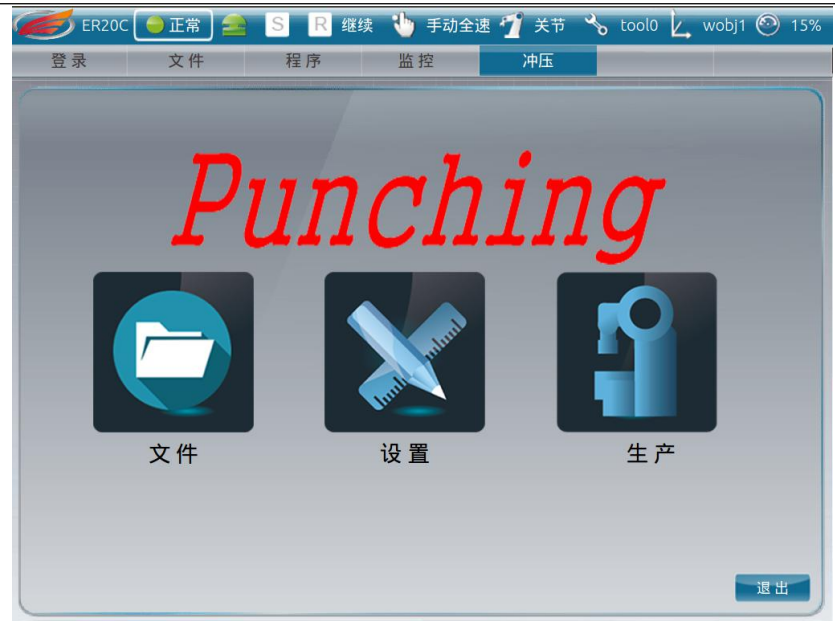 ER20C 正常 S R 继续 手动全速 关节 tool0 wobj1 15%
登录 文件 程序 监控 冲压
Punching
文件 设置 生产
退出